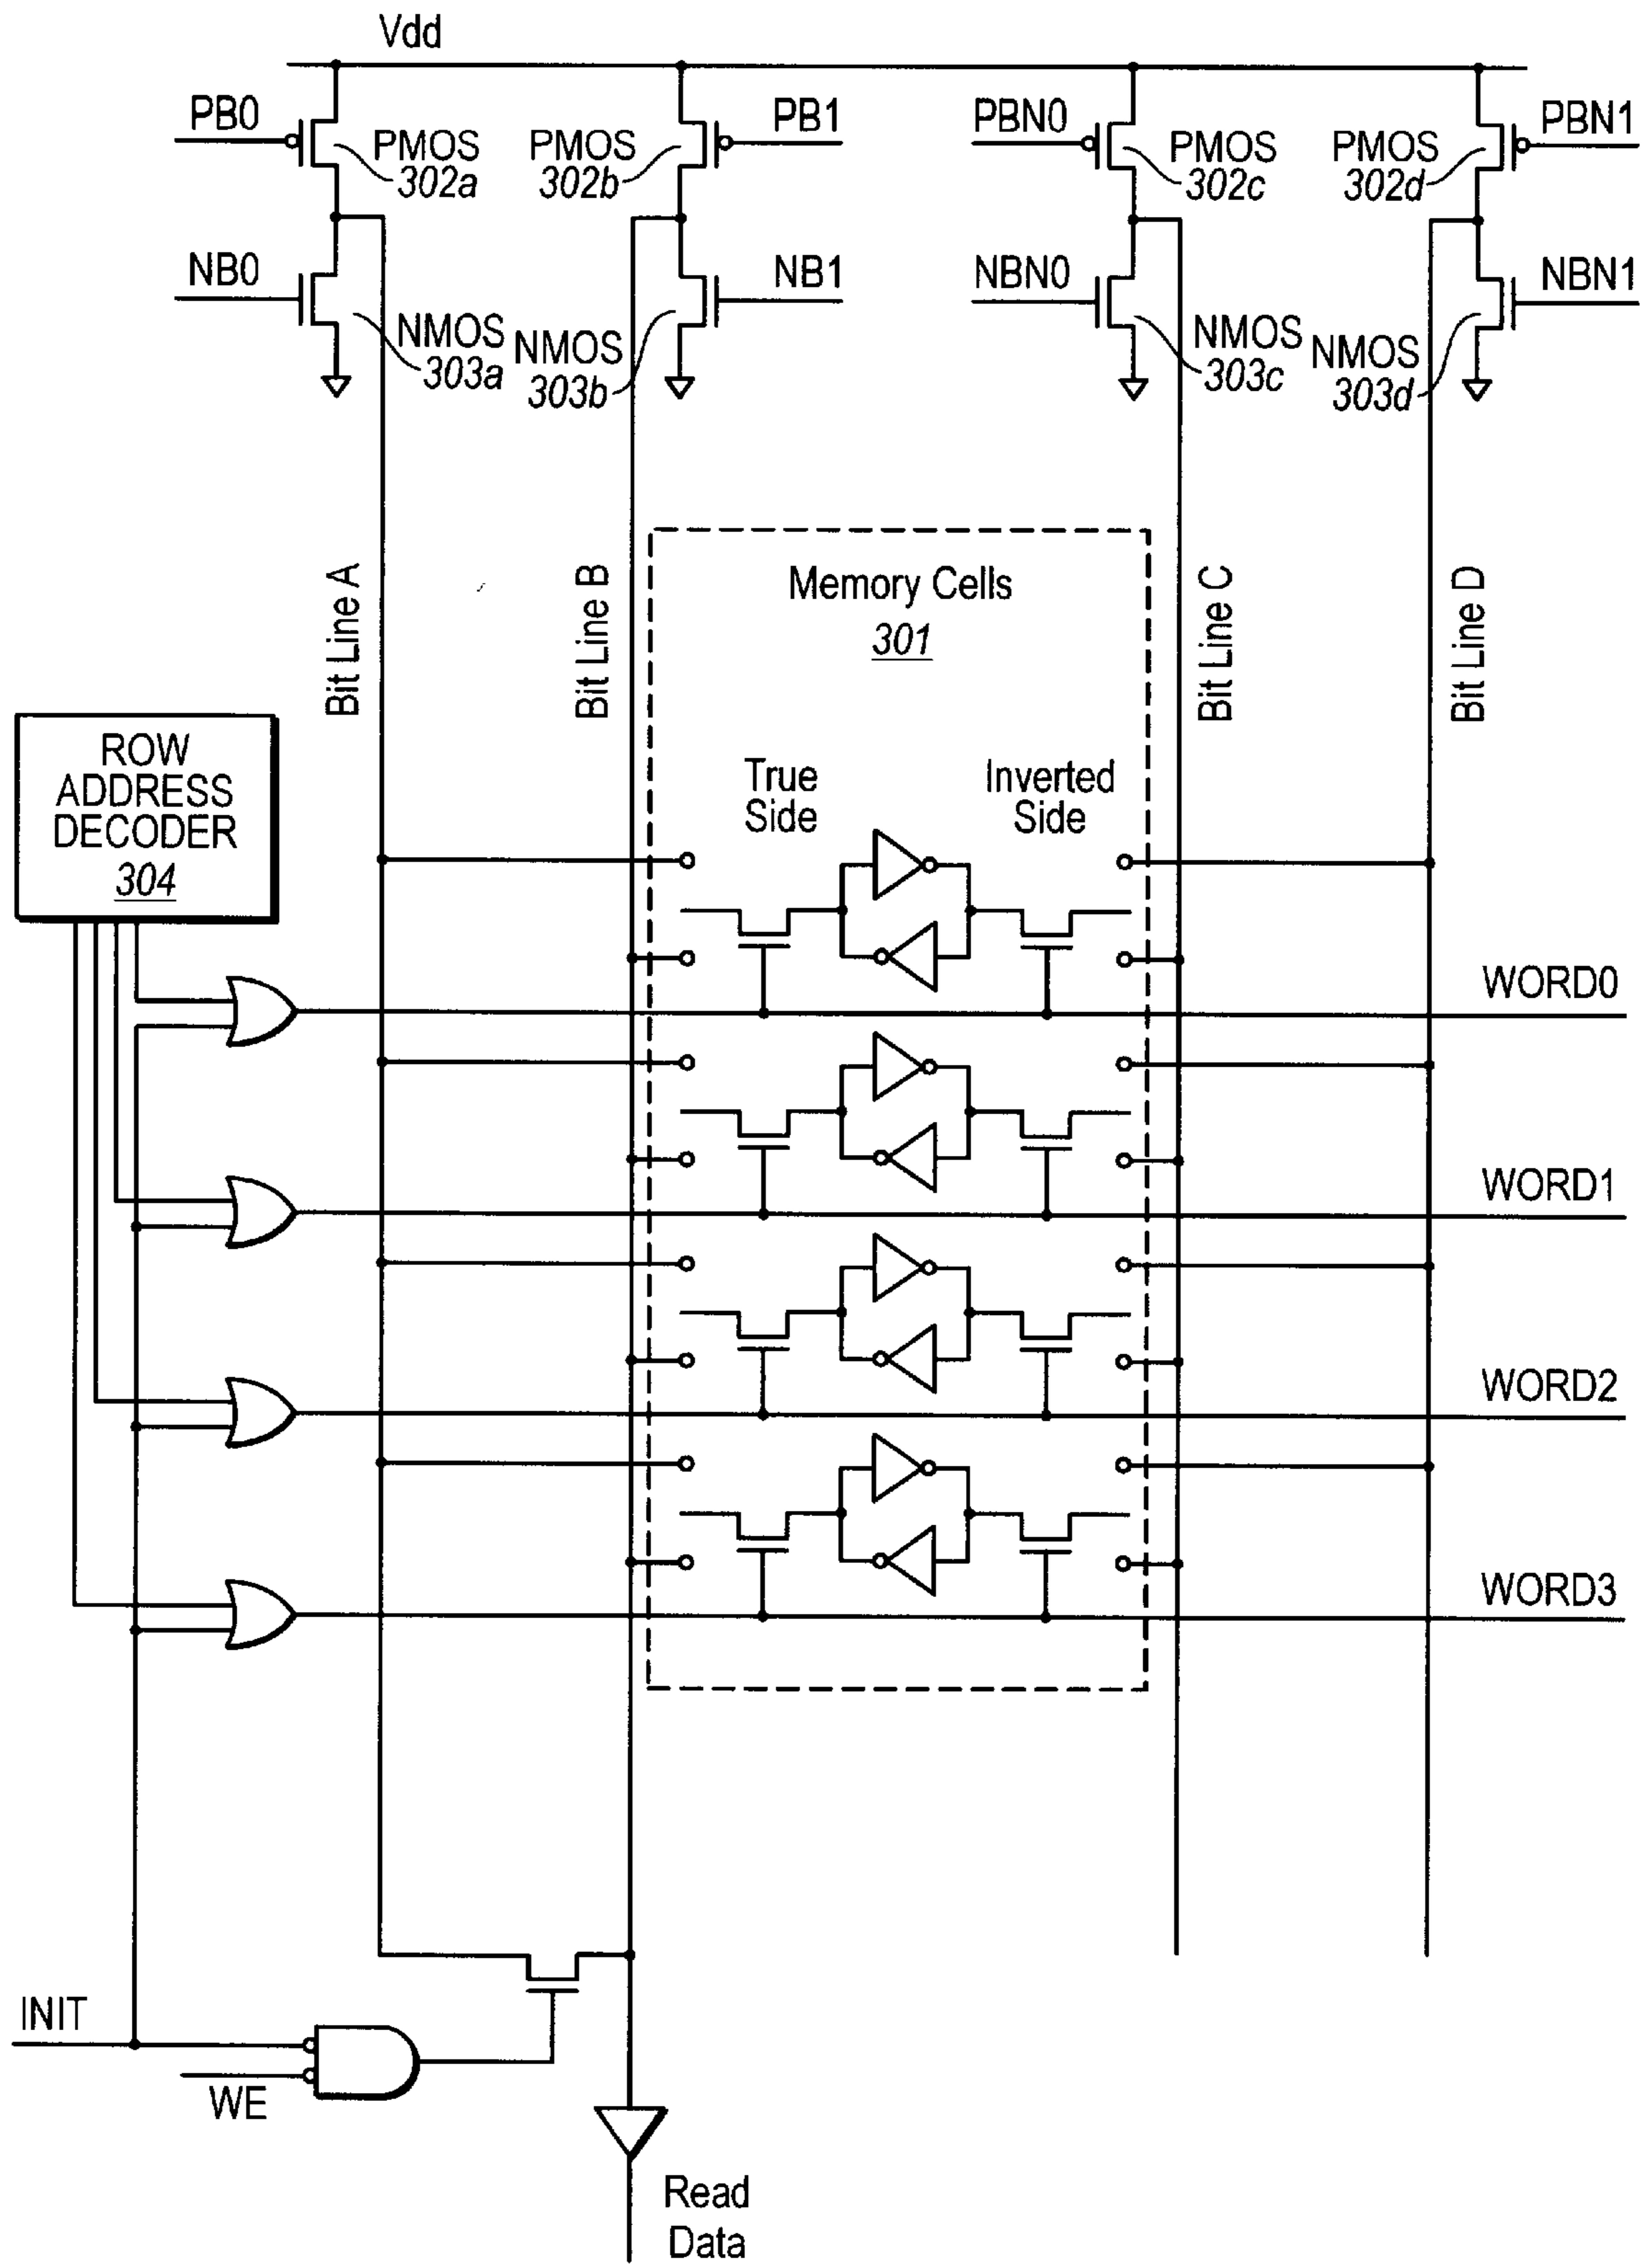 Vdd
PB0
PB1
PBN0
PBN1
PMOS
302a
PMOS
302b
PMOS
302c
PMOS
302d
NB0
NB1
NBN0
NBN1
NMOS
303a
NMOS
303b
NMOS
303c
NMOS
303d
Bit Line A
Bit Line B
Memory Cells
301
Bit Line C
Bit Line D
ROW
ADDRESS
DECODER
304
True
Side
Inverted
Side
WORD0
WORD1
WORD2
WORD3
INIT
WE
Read
Data